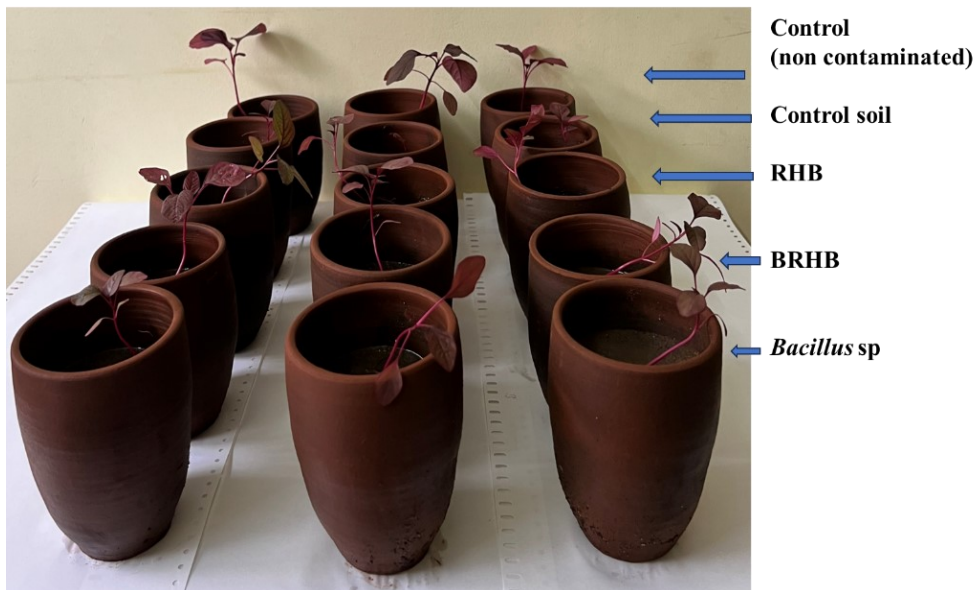 Control
(non contaminated)
Control soil
RHB
BRHB
Bacillus sp